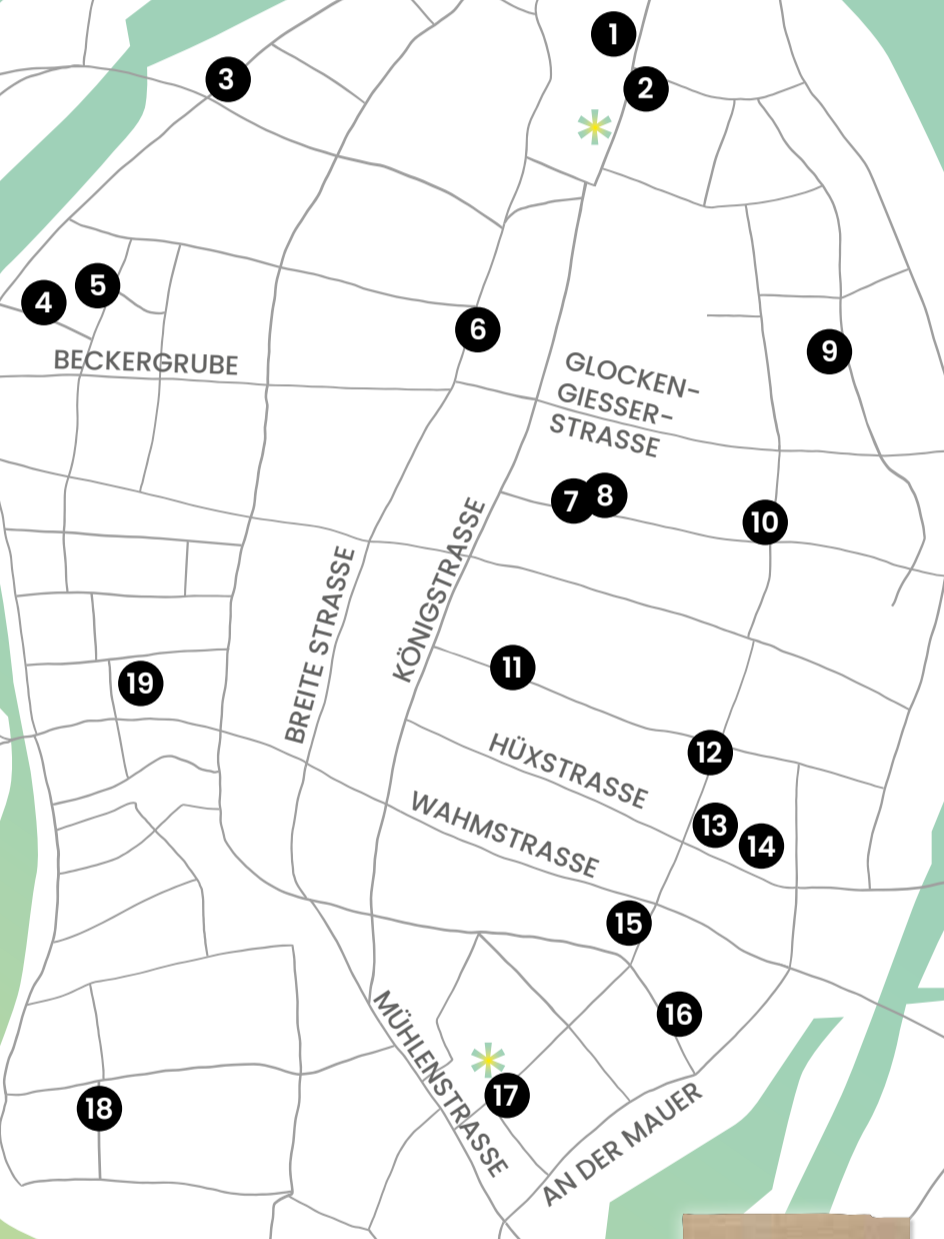 1
2
3
5
4
6
9
BECKERGRUBE
GLOCKEN-
GIESSER-
STRASSE
7
8
10
BREITE STRASSE
KÖNIGSTRASSE
11
19
12
HÜXSTRASSE
WAHMSTRASSE
13
14
15
16
MÜHLENSTRASSE
17
AN DER MAUER
18